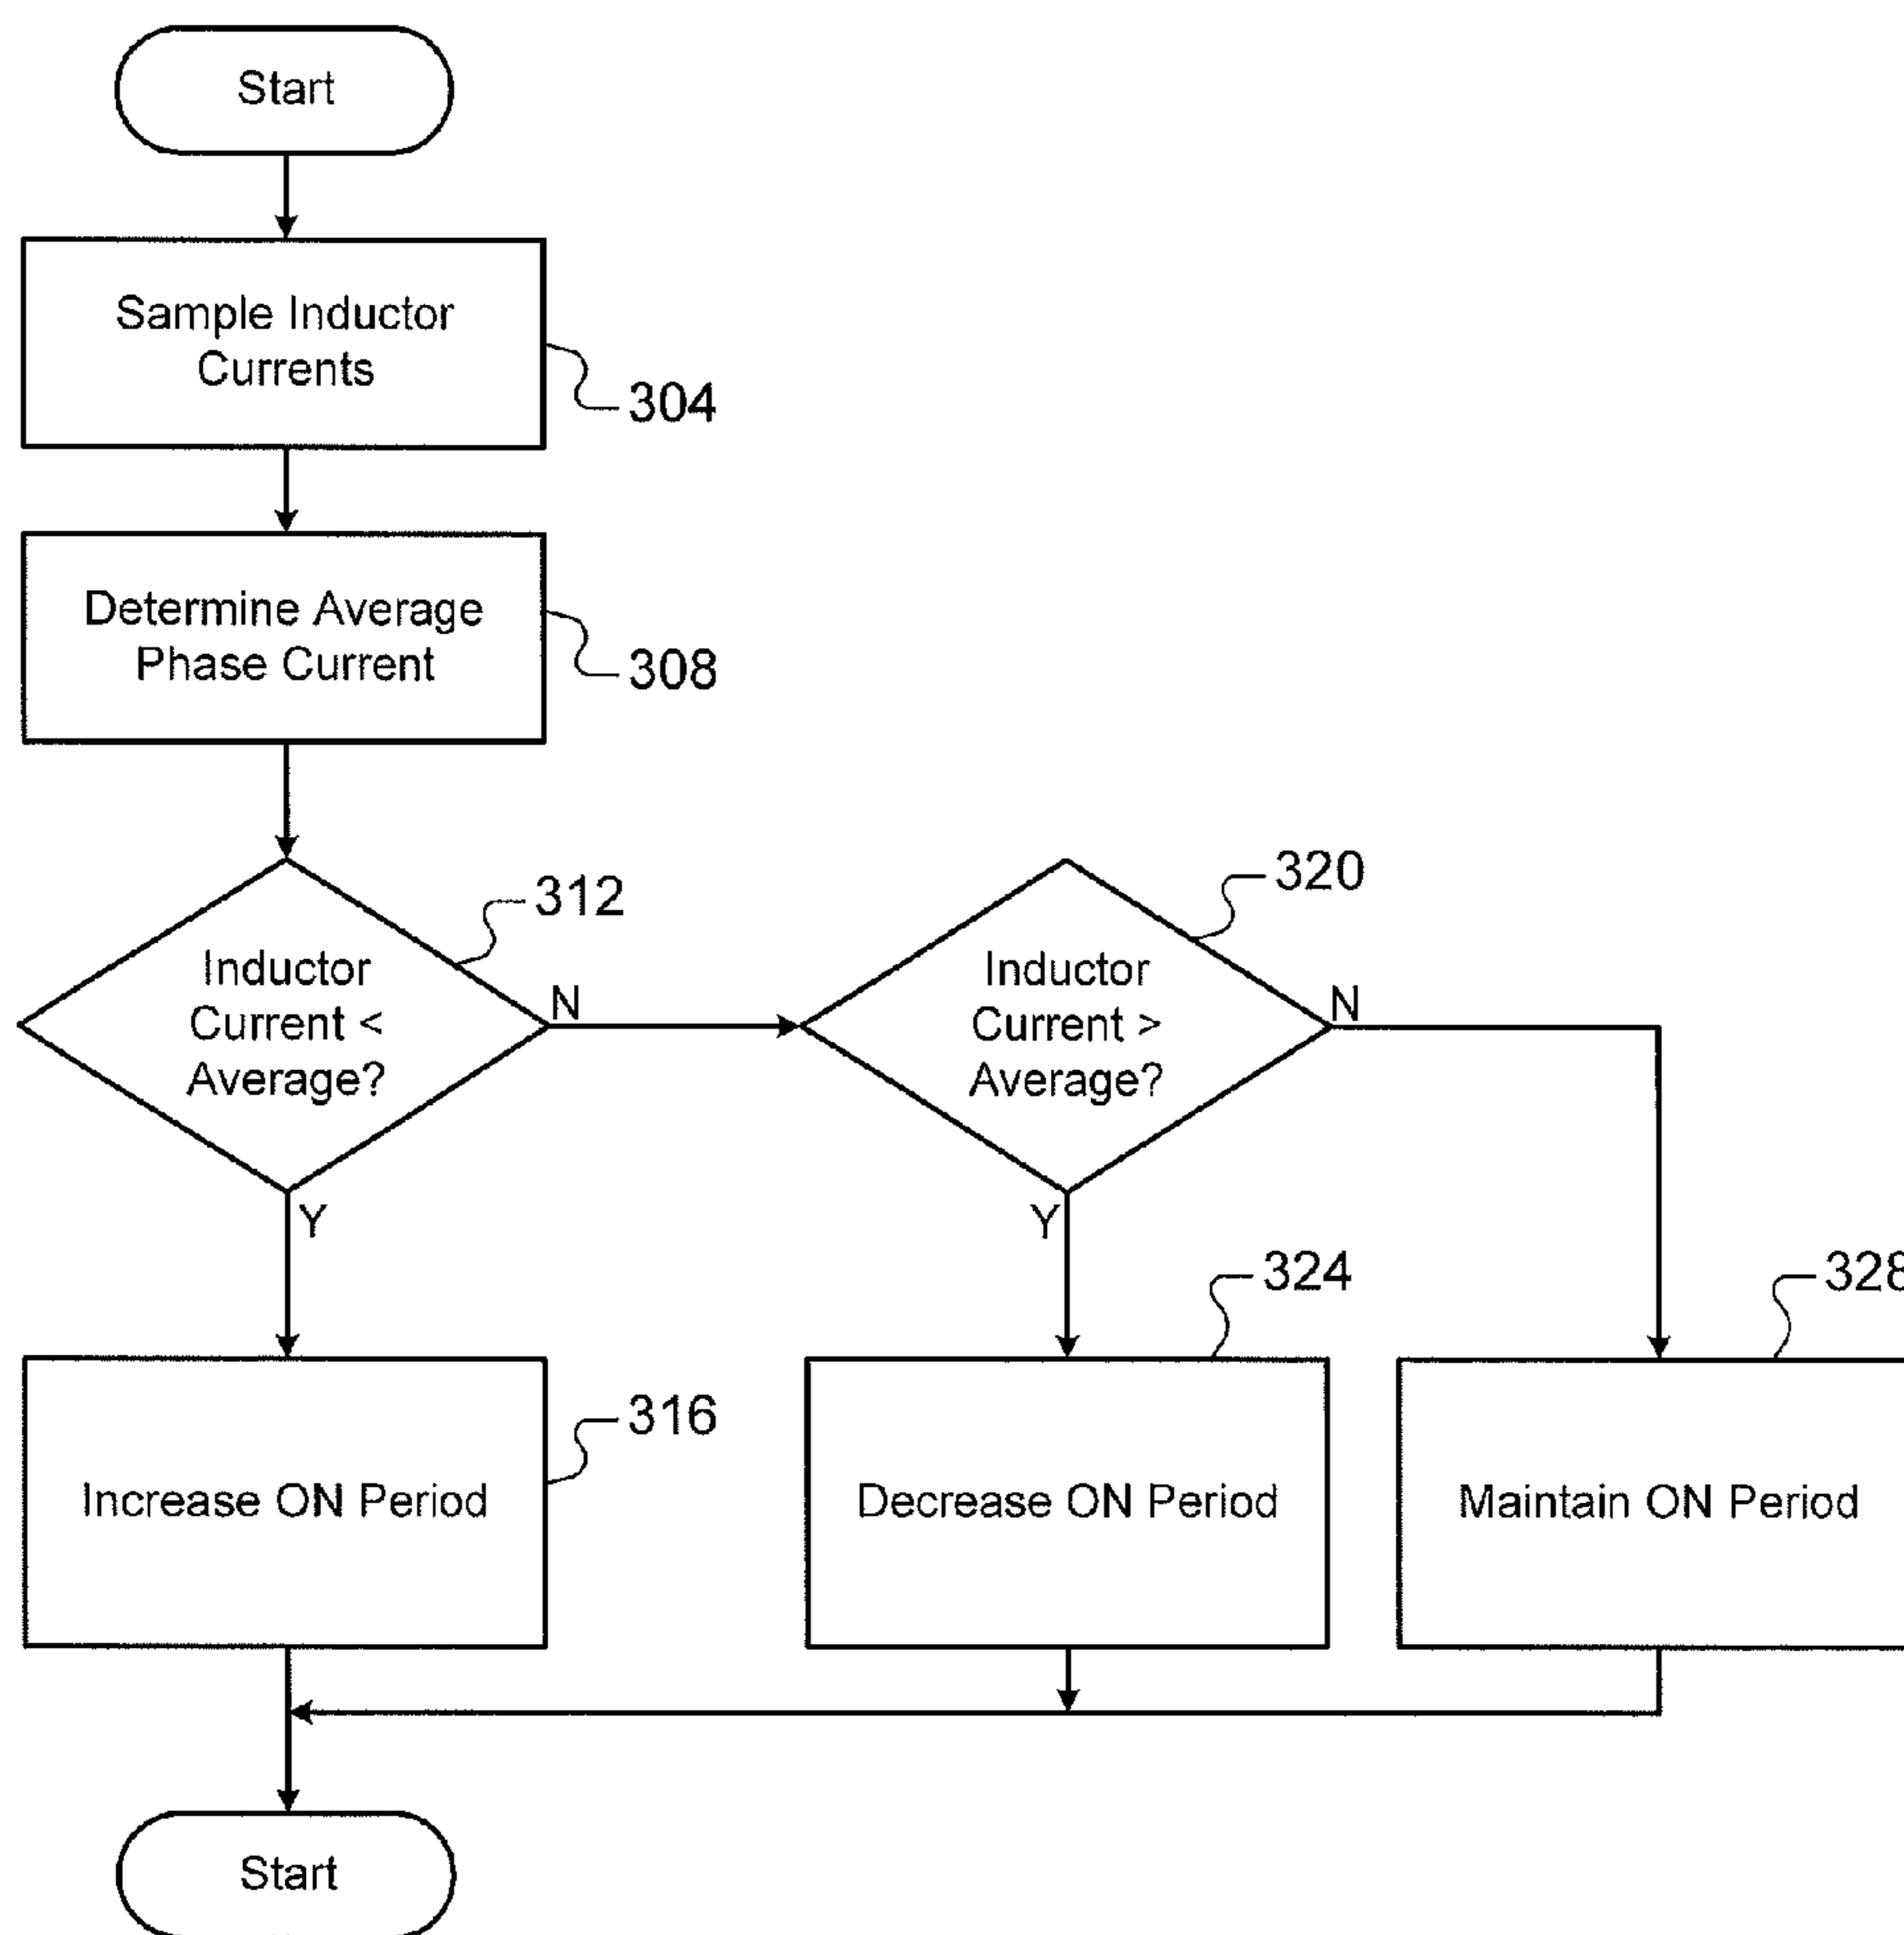 Start
Sample Inductor
Currents
304
Determine Average
Phase Current
308
312
Inductor
Current <
Average?
N
Y
320
Inductor
Current >
Average?
N
Y
316
Increase ON Period
324
Decrease ON Period
328
Maintain ON Period
Start